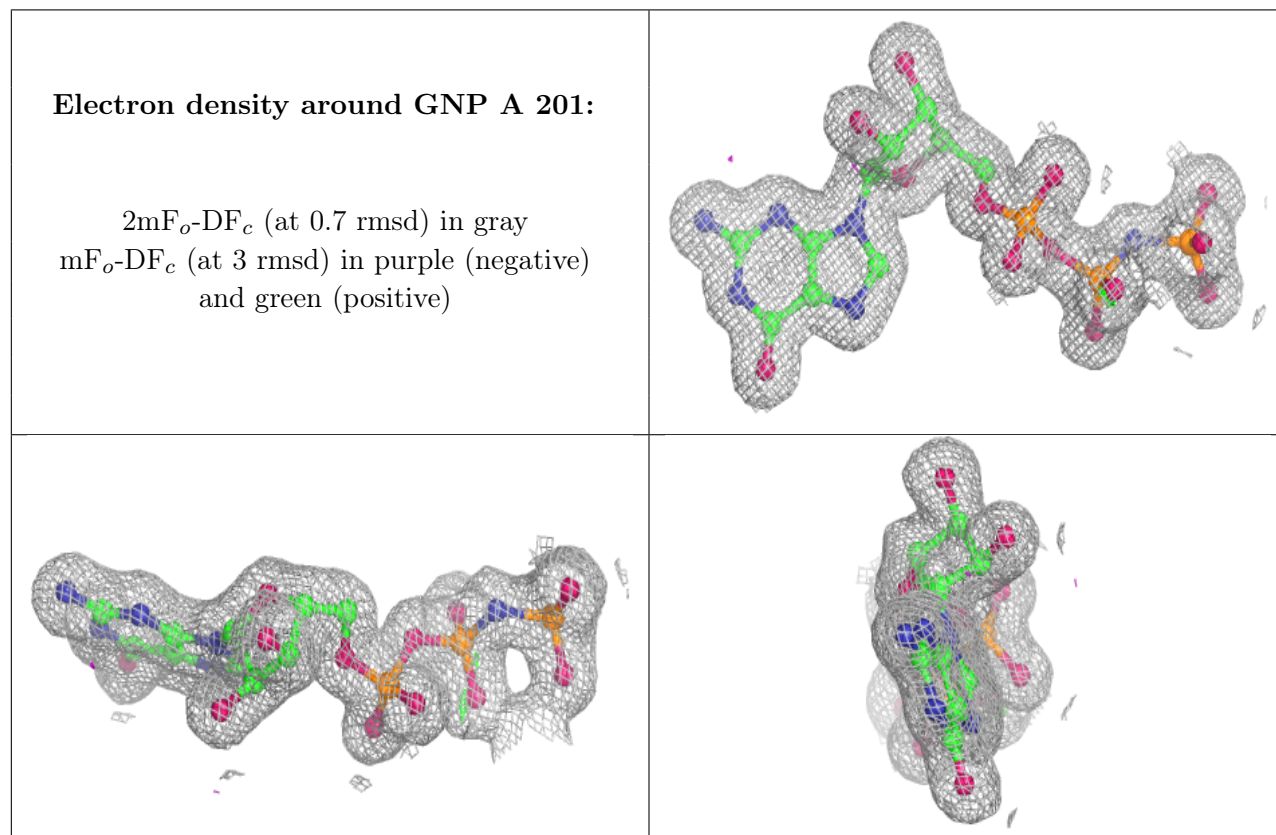 Electron density around GNP A 201:
2mFo-DFc (at 0.7 rmsd) in gray
mFo-DFc (at 3 rmsd) in purple (negative)
and green (positive)